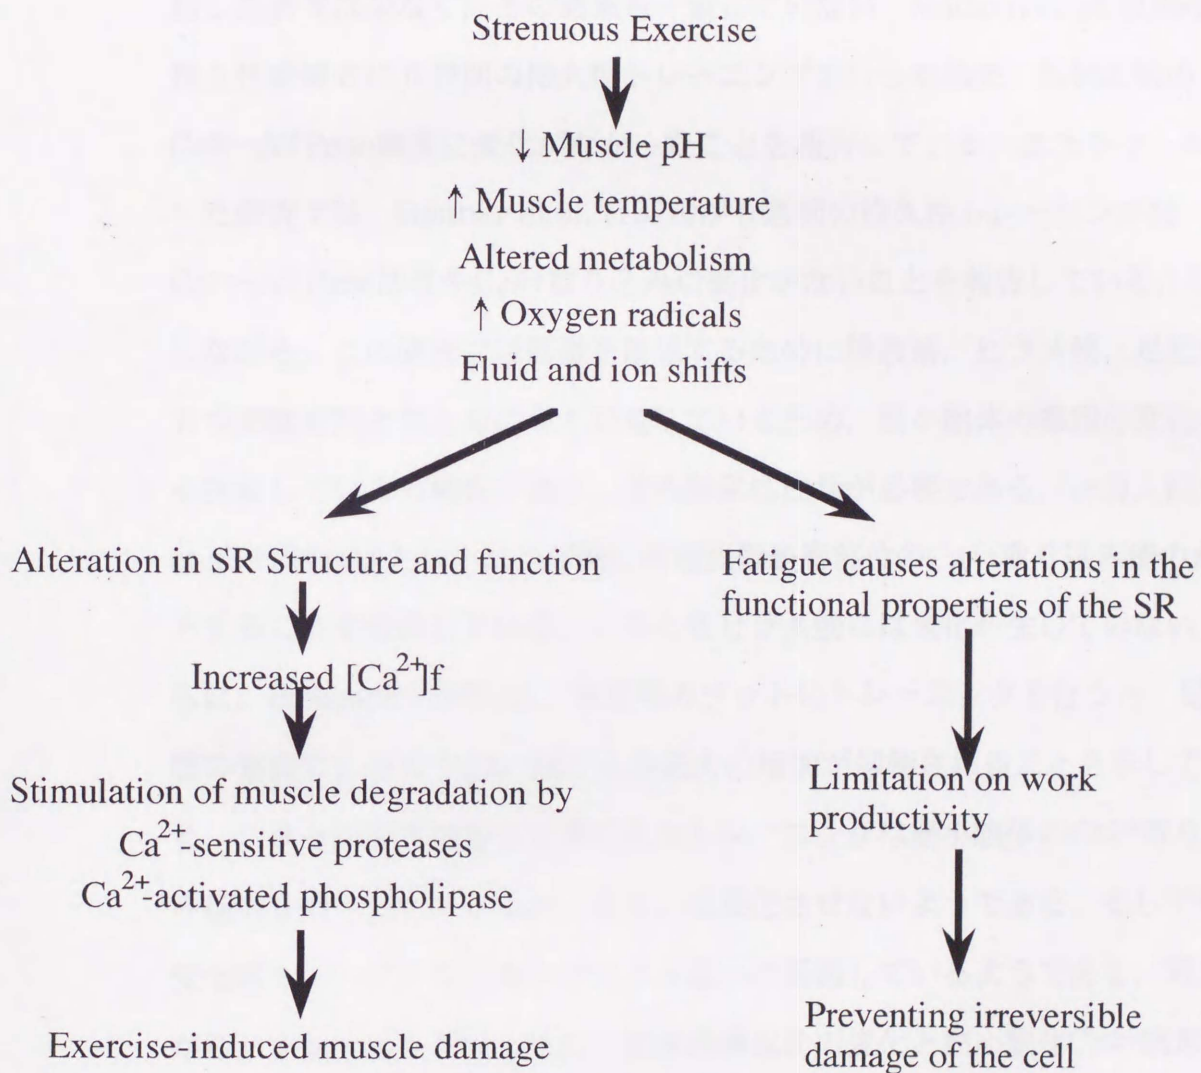 Strenuous Exercise
↓ Muscle pH
↑ Muscle temperature
Altered metabolism
↑ Oxygen radicals
Fluid and ion shifts
Alteration in SR Structure and function
Increased [Ca²⁺]f
Stimulation of muscle degradation by
Ca²⁺-sensitive proteases
Ca²⁺-activated phospholipase
Exercise-induced muscle damage
Fatigue causes alterations in the
functional properties of the SR
Limitation on work
productivity
Preventing irreversible
damage of the cell